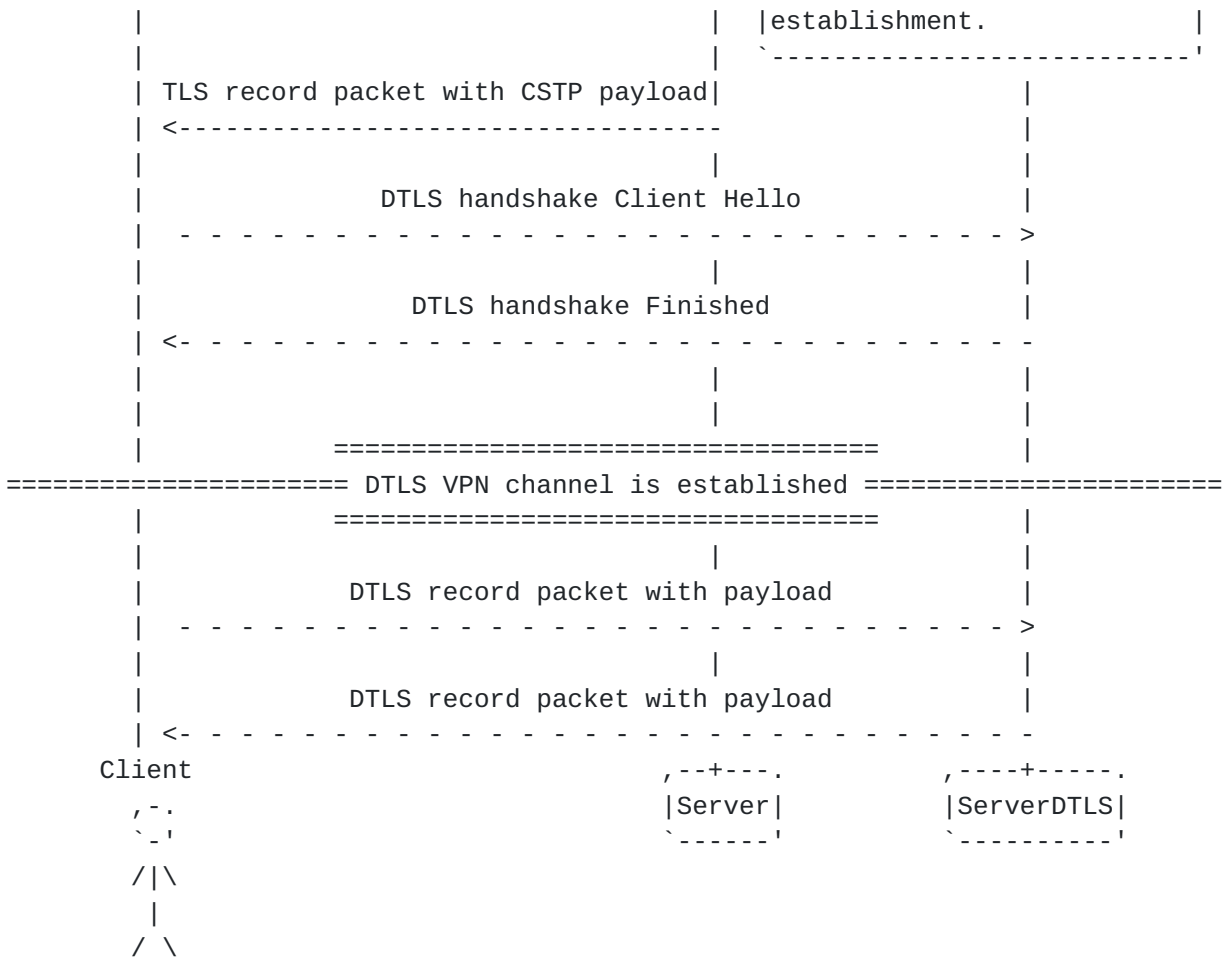 establishment.
TLS record packet with CSTP payload
DTLS handshake Client Hello
DTLS handshake Finished
DTLS VPN channel is established
DTLS record packet with payload
DTLS record packet with payload
Client
Server
ServerDTLS